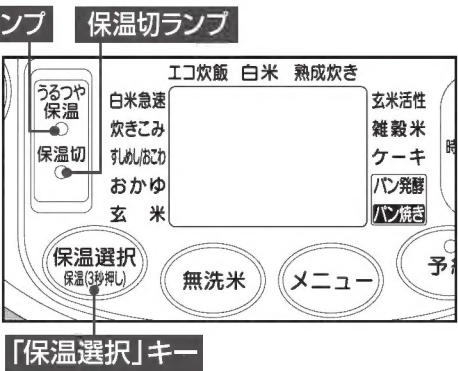 ンプ
保温切ランプ
エコ炊飯 白米 熟成炊き
うるつや
保温
保温切
白米急速
炊きこみ
すしめし/おこわ
おかゆ
玄 米
玄米活性
雑穀米
ケーキ
パン発酵
パン焼き
時
保温選択
保温(3秒押し)
無洗米
メニュー
予約
「保温選択」キー